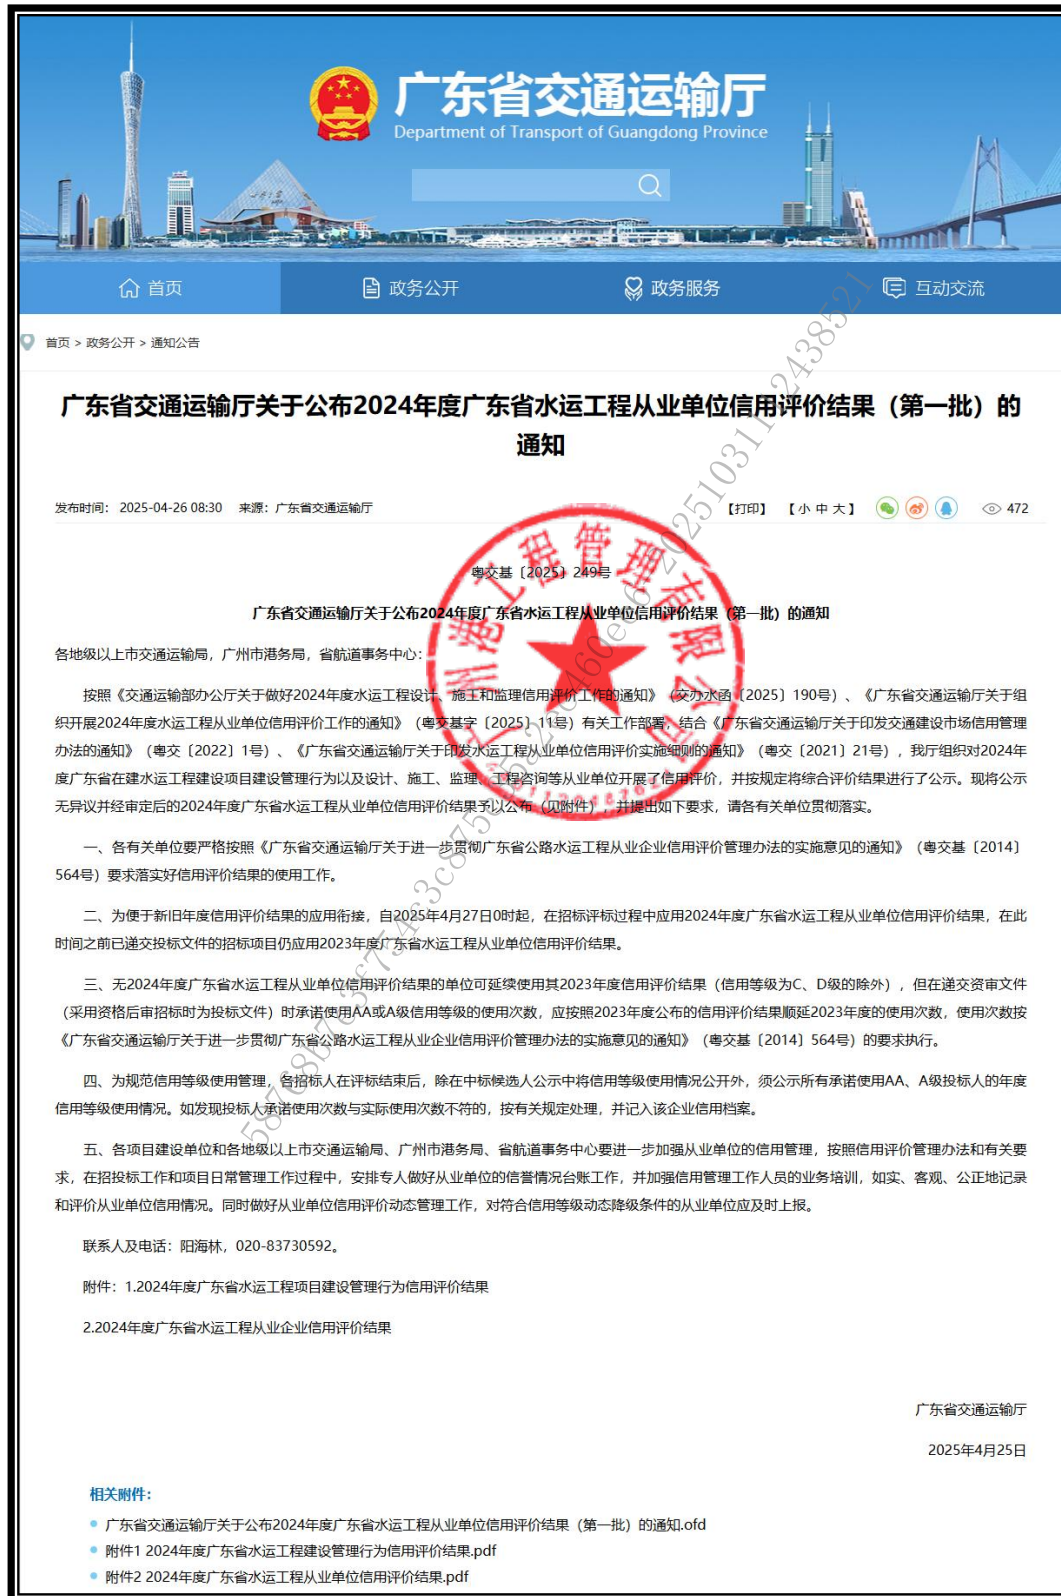 广东省交通运输厅
Department of Transport of Guangdong Province
首页
政务公开
政务服务
互动交流
首页 > 政务公开 > 通知公告
广东省交通运输厅关于公布2024年度广东省水运工程从业单位信用评价结果（第一批）的
通知
发布时间： 2025-04-26 08:30 来源：广东省交通运输厅
【打印】 【小 中 大】 472
粤交基〔2025〕249号
广东省交通运输厅关于公布2024年度广东省水运工程从业单位信用评价结果（第一批）的通知
各地级以上市交通运输局，广州市港务局，省航道事务中心：
按照《交通运输部办公厅关于做好2024年度水运工程设计、施工和监理信用评价工作的通知》（交办水函〔2025〕190号）、《广东省交通运输厅关于组
织开展2024年度水运工程从业单位信用评价工作的通知》（粤交基字〔2025〕11号）有关工作部署，结合《广东省交通运输厅关于印发交通建设市场信用管理
办法的通知》（粤交〔2022〕1号）、《广东省交通运输厅关于印发水运工程从业单位信用评价实施细则的通知》（粤交〔2021〕21号），我厅组织对2024年
度广东省在建水运工程建设项目建设管理行为以及设计、施工、监理、工程咨询等从业单位开展了信用评价，并按规定将综合评价结果进行了公示。现将公示
无异议并经审定后的2024年度广东省水运工程从业单位信用评价结果予以公布（见附件），并提出如下要求，请各有关单位贯彻落实。
一、各有关单位要严格按照《广东省交通运输厅关于进一步贯彻广东省公路水运工程从业企业信用评价管理办法的实施意见的通知》（粤交基〔2014〕
564号）要求落实好信用评价结果的使用工作。
二、为便于新旧年度信用评价结果的应用衔接，自2025年4月27日0时起，在招标评标过程中应用2024年度广东省水运工程从业单位信用评价结果，在此
时间之前已递交投标文件的招标项目仍应用2023年度广东省水运工程从业单位信用评价结果。
三、无2024年度广东省水运工程从业单位信用评价结果的单位可延续使用其2023年度信用评价结果（信用等级为C、D级的除外），但在递交资审文件
（采用资格后审招标时为投标文件）时承诺使用AA或A级信用等级的使用次数，应按照2023年度公布的信用评价结果顺延2023年度的使用次数，使用次数按
《广东省交通运输厅关于进一步贯彻广东省公路水运工程从业企业信用评价管理办法的实施意见的通知》（粤交基〔2014〕564号）的要求执行。
四、为规范信用等级使用管理，各招标人在评标结束后，除在中标候选人公示中将信用等级使用情况公开外，须公示所有承诺使用AA、A级投标人的年度
信用等级使用情况。如发现投标人承诺使用次数与实际使用次数不符的，按有关规定处理，并记入该企业信用档案。
五、各项目建设单位和各地级以上市交通运输局、广州市港务局、省航道事务中心要进一步加强从业单位的信用管理，按照信用评价管理办法和有关要
求，在招投标工作和项目日常管理工作过程中，安排专人做好从业单位的信誉情况台账工作，并加强信用管理工作人员的业务培训，如实、客观、公正地记录
和评价从业单位信用情况。同时做好从业单位信用评价动态管理工作，对符合信用等级动态降级条件的从业单位应及时上报。
联系人及电话：阳海林，020-83730592。
附件：1.2024年度广东省水运工程项目建设管理行为信用评价结果
2.2024年度广东省水运工程从业企业信用评价结果
广东省交通运输厅
2025年4月25日
相关附件：
广东省交通运输厅关于公布2024年度广东省水运工程从业单位信用评价结果（第一批）的通知.ofd
附件1 2024年度广东省水运工程建设管理行为信用评价结果.pdf
附件2 2024年度广东省水运工程从业单位信用评价结果.pdf
广州港工程管理有限公司